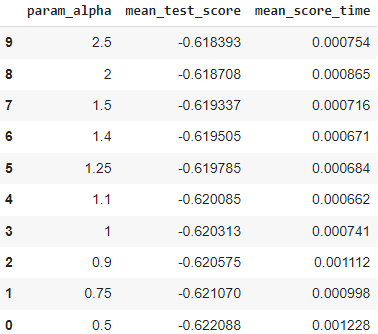 param_alpha mean_test_score mean_score_time
9 2.5 -0.618393 0.000754
8 2 -0.618708 0.000865
7 1.5 -0.619337 0.000716
6 1.4 -0.619505 0.000671
5 1.25 -0.619785 0.000684
4 1.1 -0.620085 0.000662
3 1 -0.620313 0.000741
2 0.9 -0.620575 0.001112
1 0.75 -0.621070 0.000998
0 0.5 -0.622088 0.001228